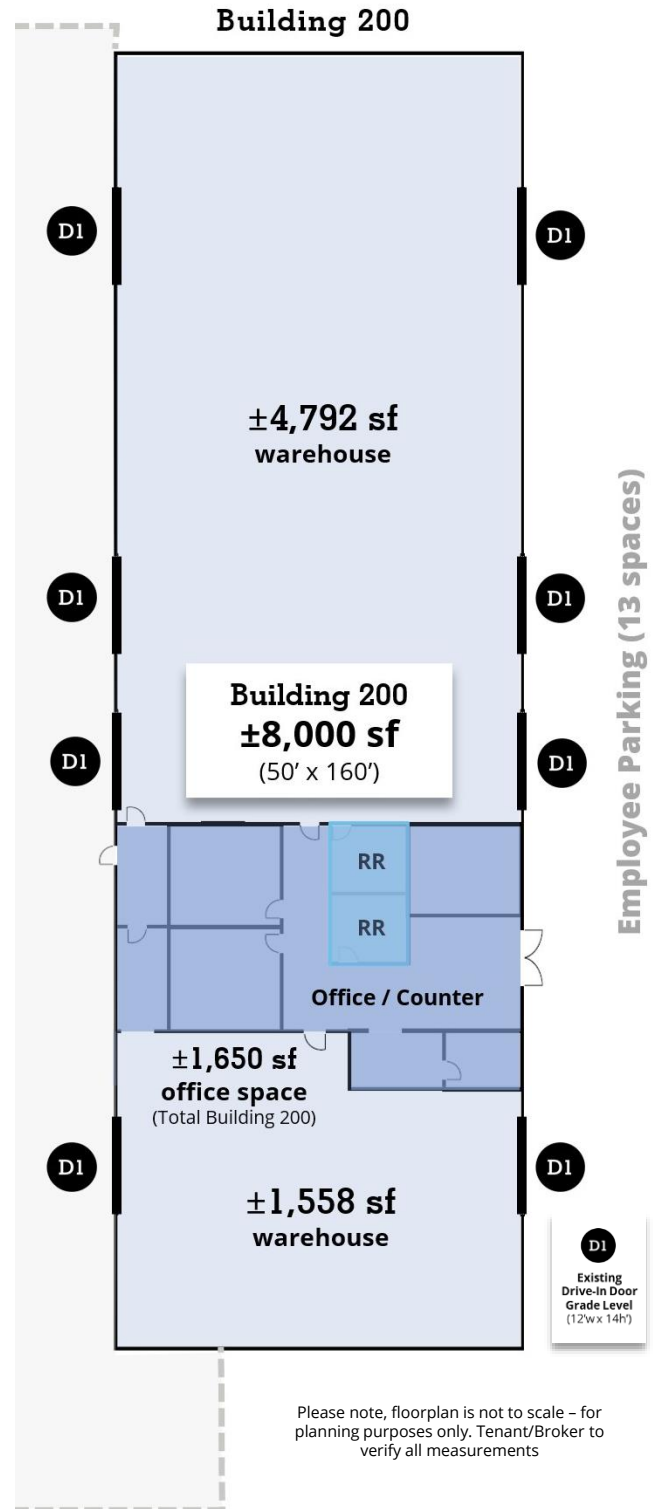 Building 200
D1
D1
±4,792 sf
warehouse
D1
D1
Employee Parking (13 spaces)
Building 200
±8,000 sf
(50’ x 160’)
D1
D1
RR
RR
Office / Counter
±1,650 sf
office space
(Total Building 200)
D1
D1
±1,558 sf
warehouse
D1
Existing
Drive-In Door
Grade Level
(12’w x 14h’)
Please note, floorplan is not to scale – for
planning purposes only. Tenant/Broker to
verify all measurements